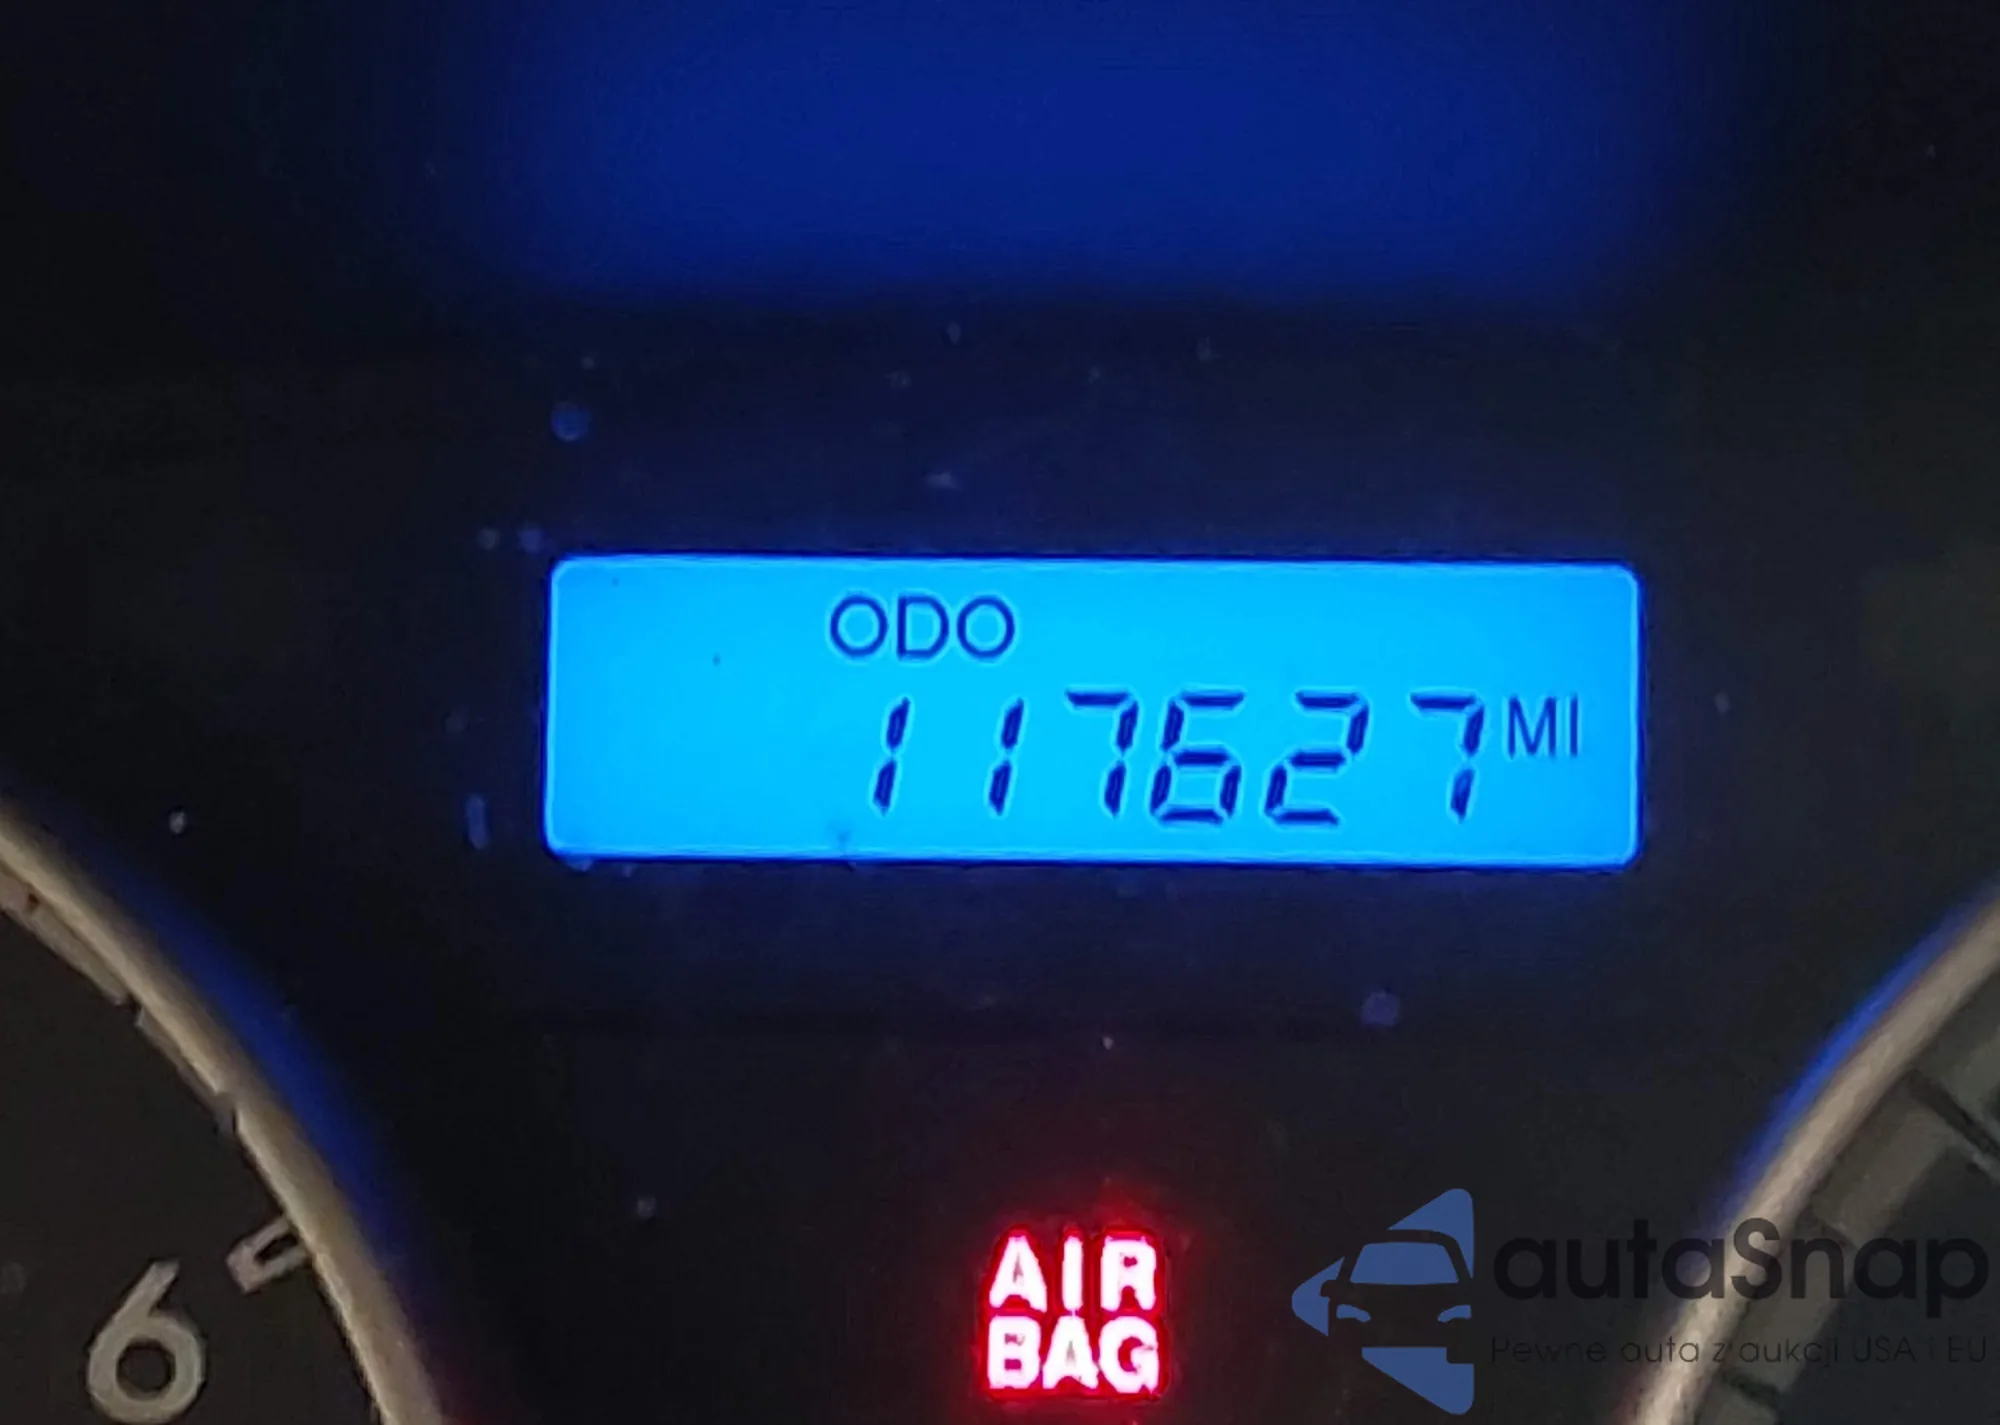 ODO
117627 MI
AIR
BAG
6
autaSnap
Pewne auta z aukcji USA i EU